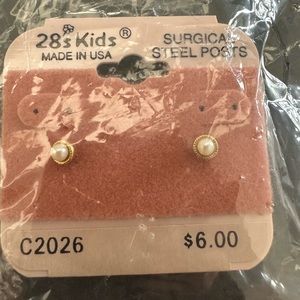 28's Kids®
MADE IN USA
SURGICAL
STEEL POSTS
C2026
$6.00